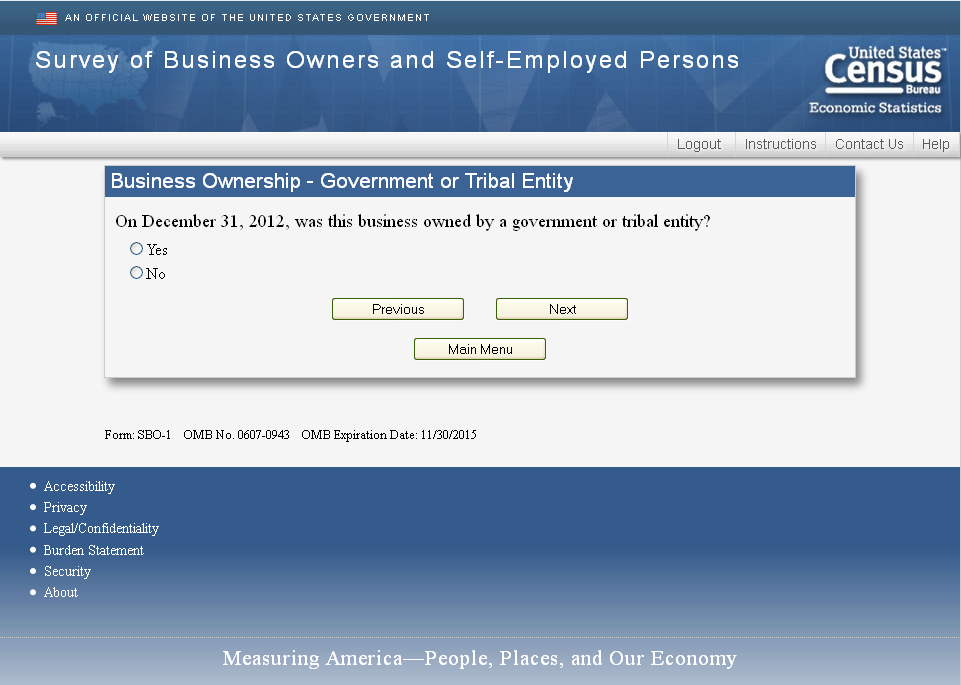 AN OFFICIAL WEBSITE OF THE UNITED STATES GOVERNMENT
Survey of Business Owners and Self-Employed Persons
United States™
Census
Bureau
Economic Statistics
Logout Instructions Contact Us Help
Business Ownership - Government or Tribal Entity
On December 31, 2012, was this business owned by a government or tribal entity?
Yes
No
Previous Next
Main Menu
Form: SBO-1 OMB No. 0607-0943 OMB Expiration Date: 11/30/2015
Accessibility
Privacy
Legal/Confidentiality
Burden Statement
Security
About
Measuring America—People, Places, and Our Economy